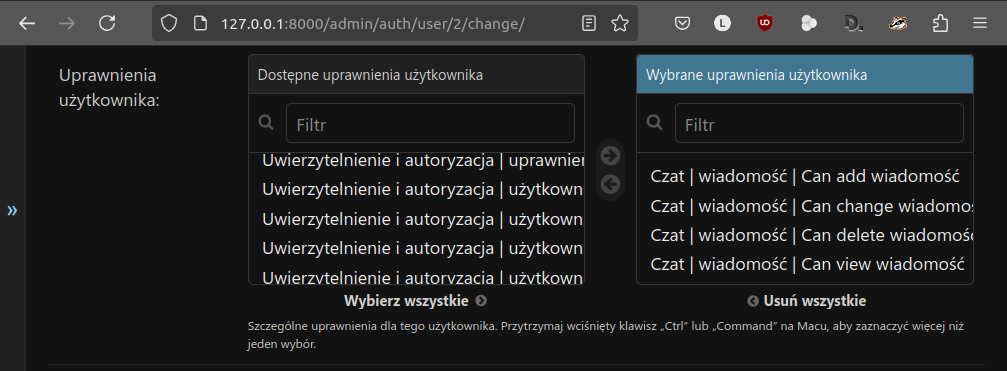 127.0.0.1:8000/admin/auth/user/2/change/
L
D.
Uprawnienia
użytkownika:
Dostępne uprawnienia użytkownika
Filtr
Uwierzytelnienie i autoryzacja | uprawnien
Uwierzytelnienie i autoryzacja | użytkown
Uwierzytelnienie i autoryzacja | użytkown
Uwierzytelnienie i autoryzacja | użytkown
Uwierzytelnienie i autoryzacja | użytkown
Wybierz wszystkie
Wybrane uprawnienia użytkownika
Filtr
Czat | wiadomość | Can add wiadomość
Czat | wiadomość | Can change wiadomoś
Czat | wiadomość | Can delete wiadomość
Czat | wiadomość | Can view wiadomość
Usuń wszystkie
Szczególne uprawnienia dla tego użytkownika. Przytrzymaj wciśnięty klawisz „Ctrl” lub „Command” na Macu, aby zaznaczyć więcej niż
jeden wybór.